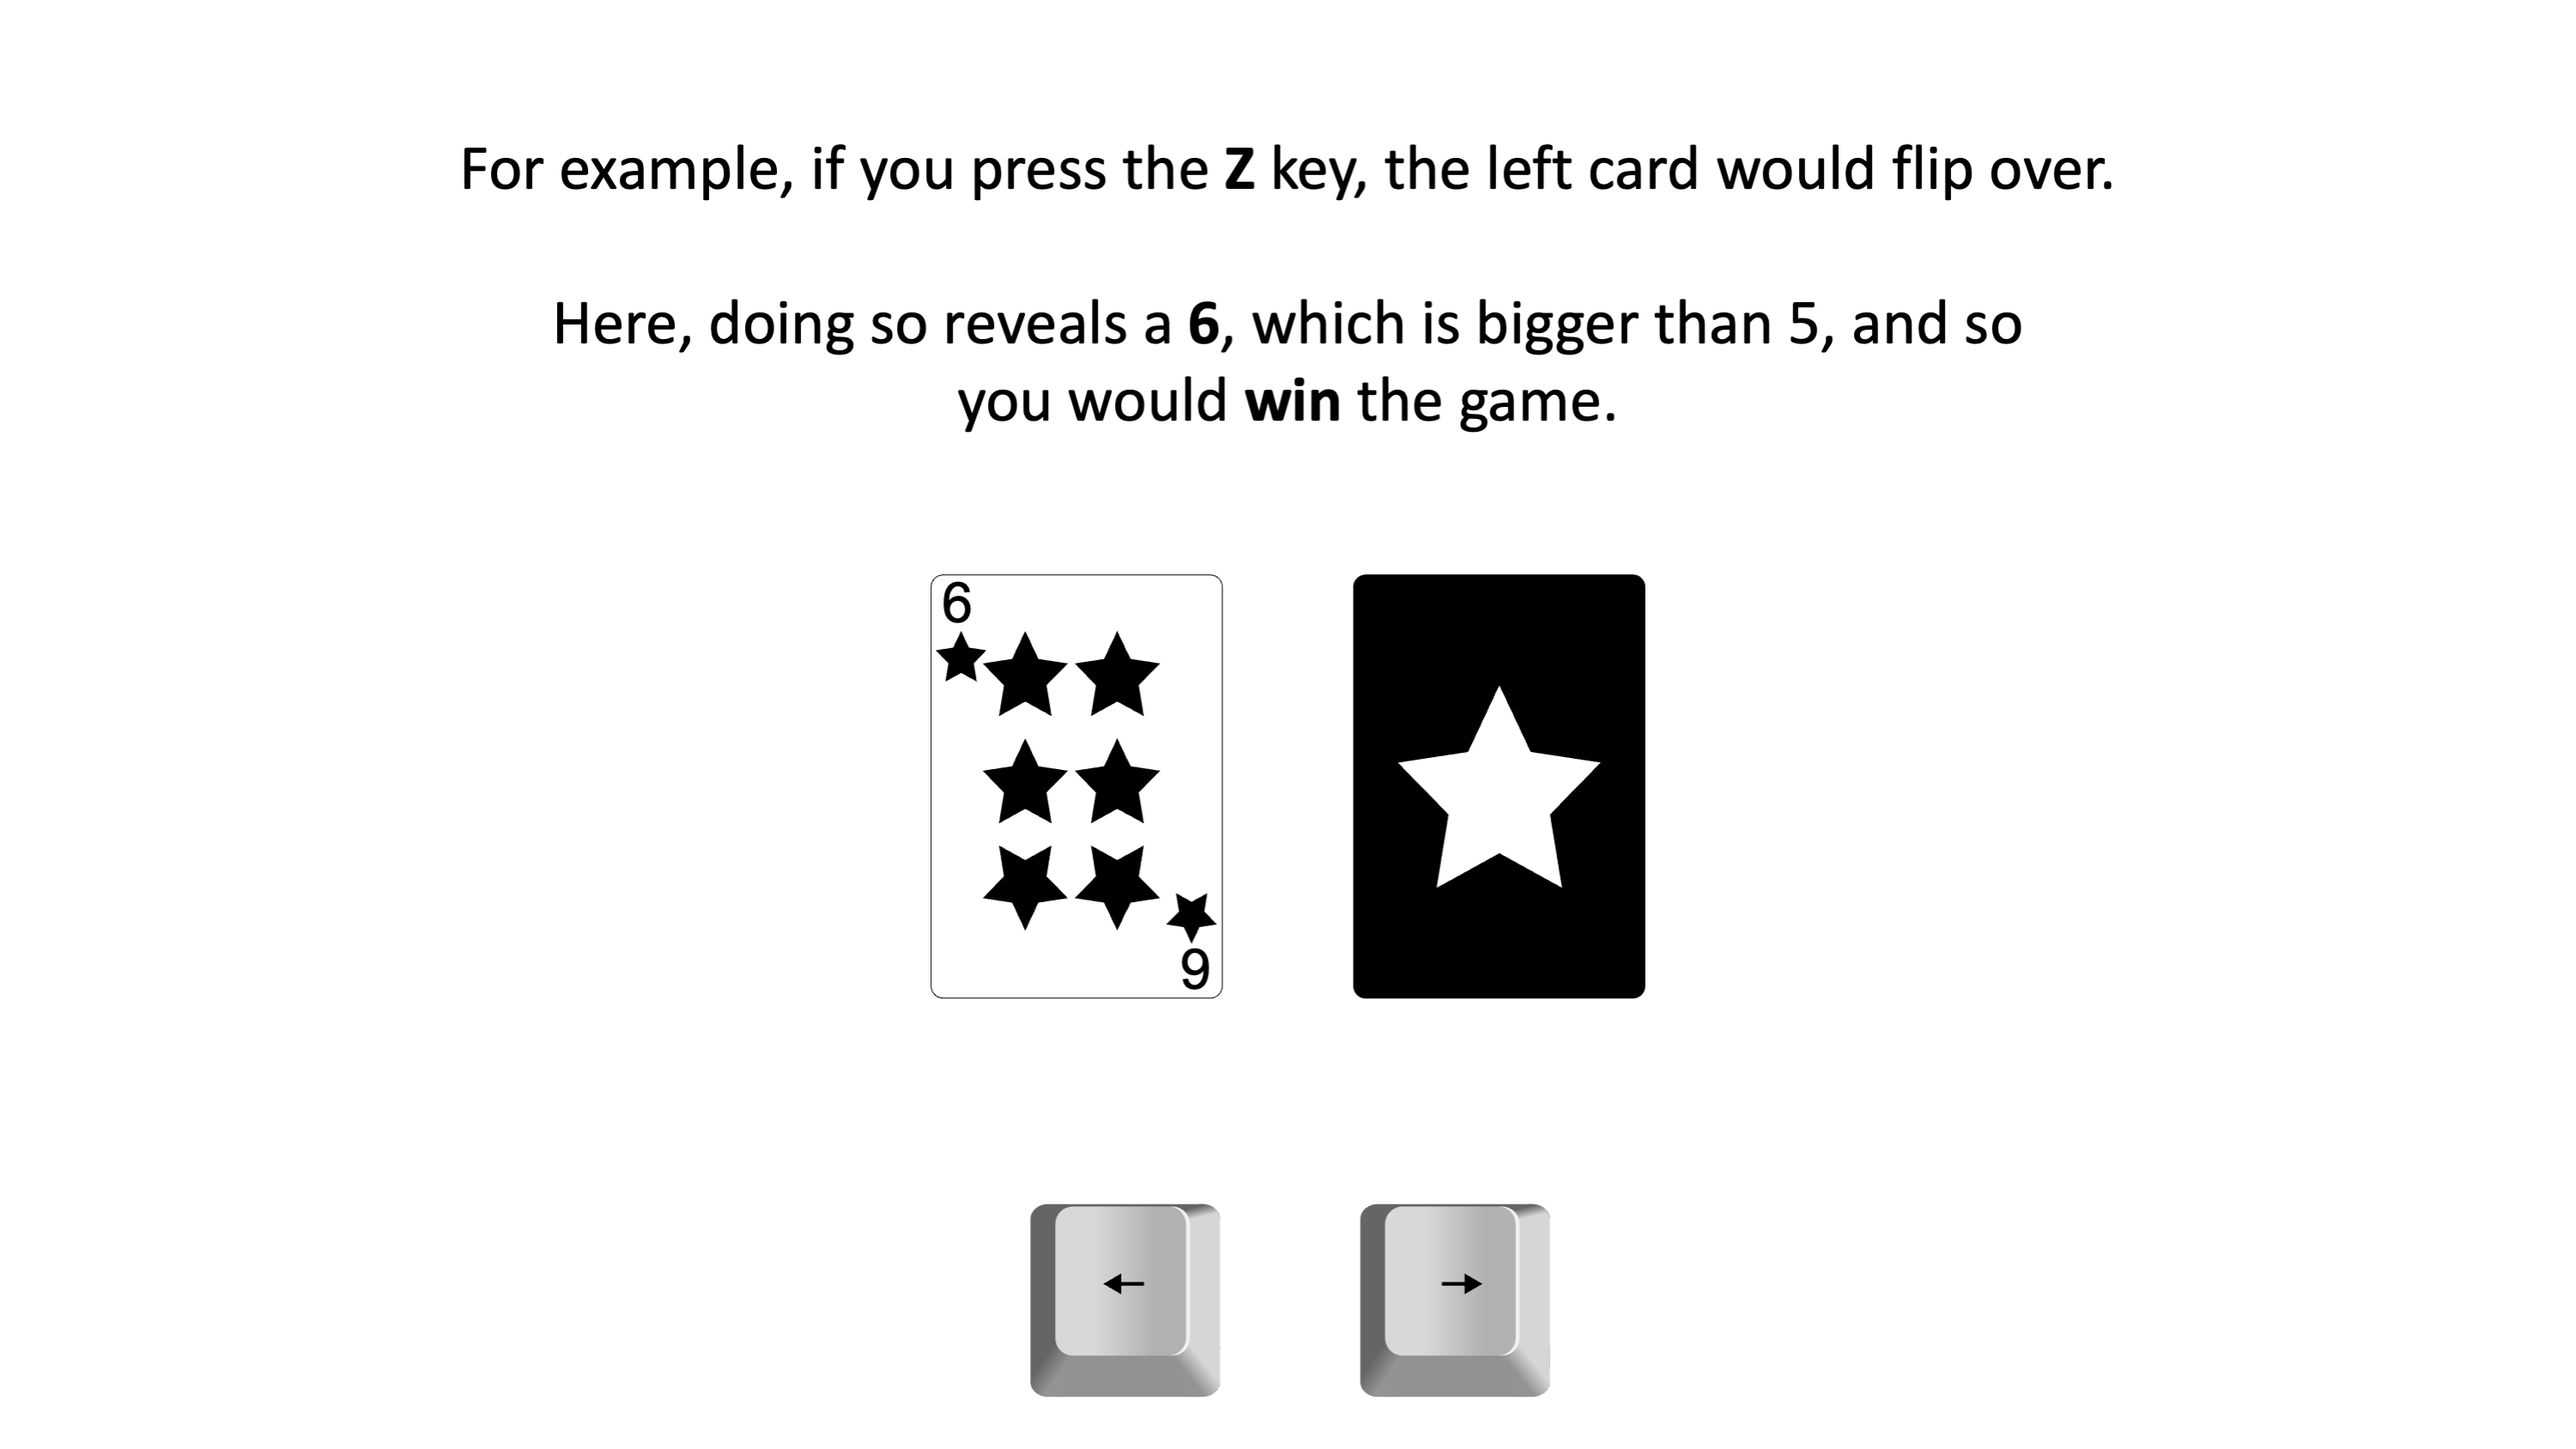 For example, if you press the Z key, the left card would flip over.
Here, doing so reveals a 6, which is bigger than 5, and so
you would win the game.
6
6
← →